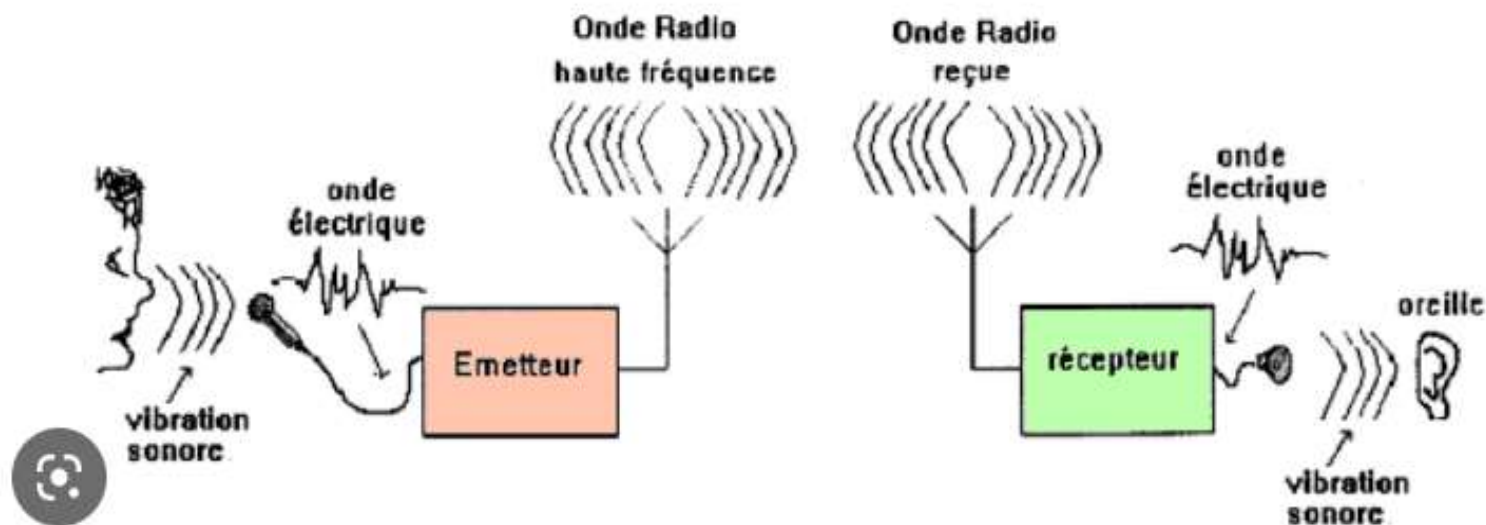 Onde Radio
haute fréquence
Onde Radio
reçue
onde
électrique
onde
électrique
oreille
Emetteur
récepteur
vibration
sonore
vibration
sonore